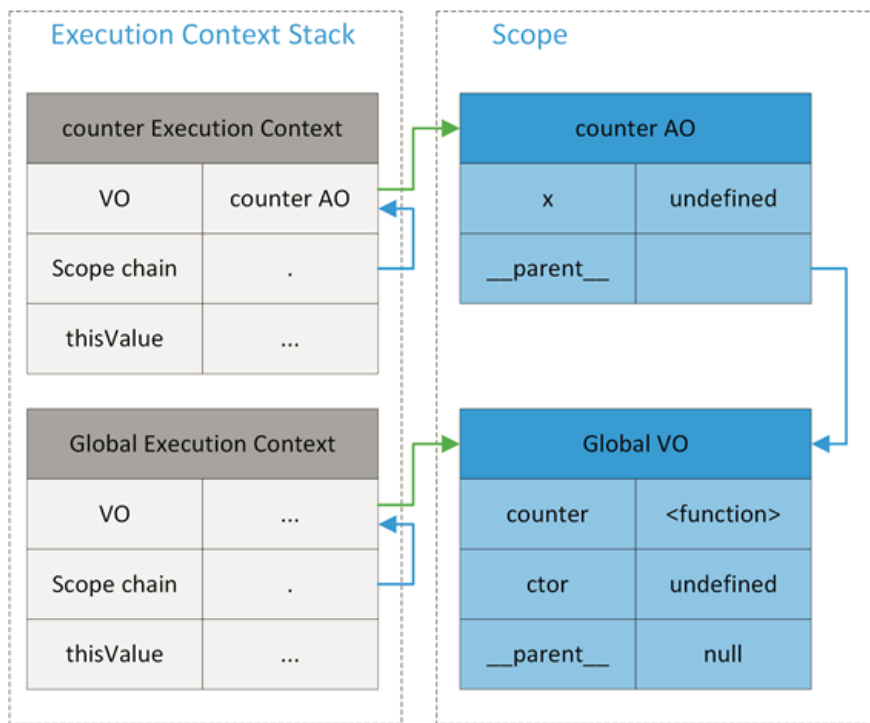 Execution Context Stack
counter Execution Context
VO counter AO
Scope chain .
thisValue ...
Global Execution Context
VO ...
Scope chain .
thisValue ...
Scope
counter AO
x undefined
__parent__
Global VO
counter <function>
ctor undefined
__parent__ null